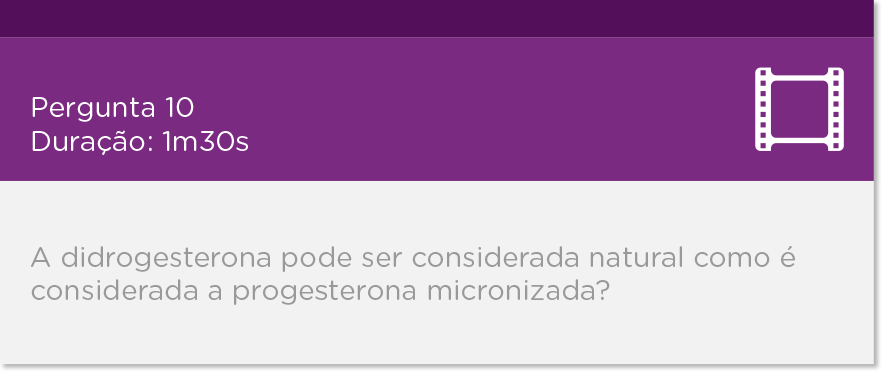 Pergunta 10
Duração: 1m30s
A didrogesterona pode ser considerada natural como é
considerada a progesterona micronizada?